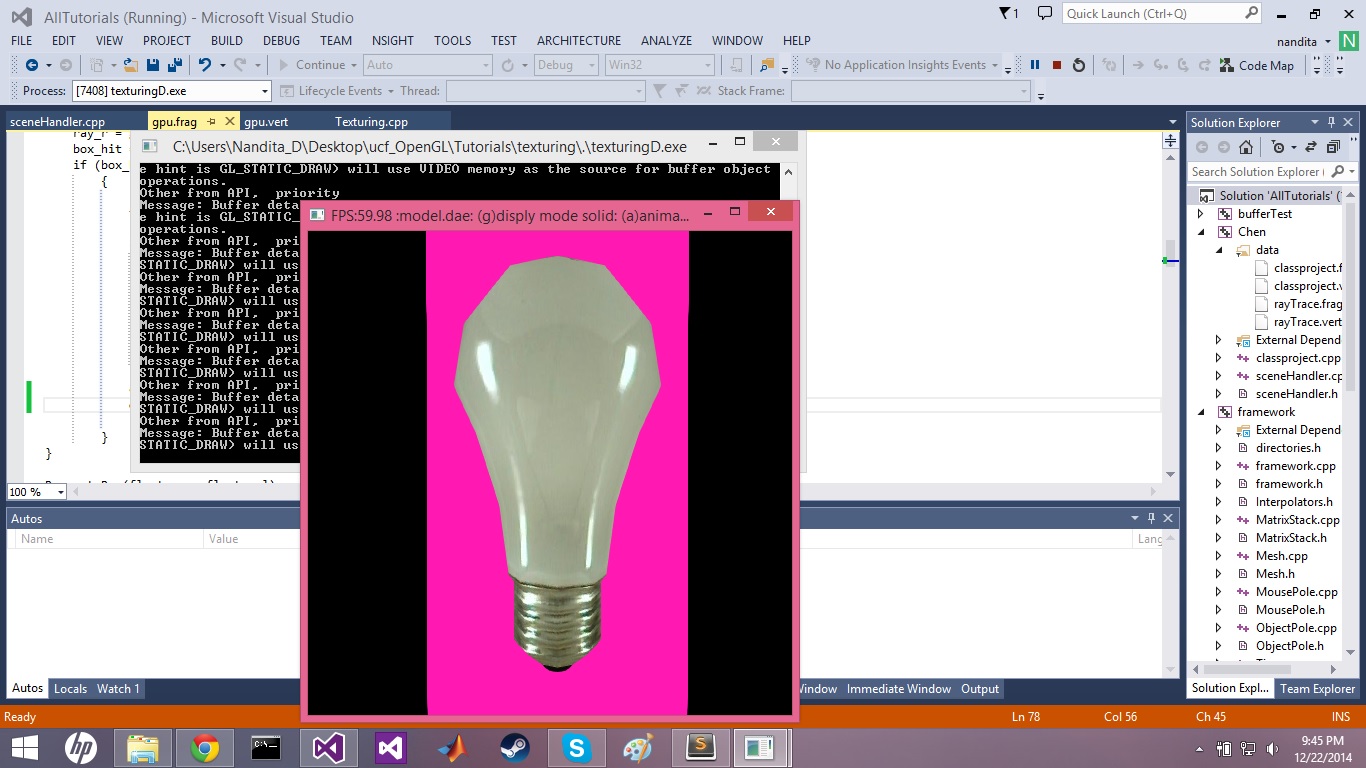 AllTutorials (Running) - Microsoft Visual Studio
1
Quick Launch (Ctrl+Q)
FILE EDIT VIEW PROJECT BUILD DEBUG TEAM NSIGHT TOOLS TEST ARCHITECTURE ANALYZE WINDOW HELP
nandita N
Continue Auto Debug Win32 No Application Insights Events Code Map
Process: [7408] texturingD.exe Lifecycle Events Thread: Stack Frame:
sceneHandler.cpp gpu.frag gpu.vert Texturing.cpp
ray_r =
box_hit
if (box_
{
}
}
100 %
C:\Users\Nandita_D\Desktop\ucf_OpenGL\Tutorials\texturing\.\texturingD.exe
e hint is GL_STATIC_DRAW) will use VIDEO memory as the source for buffer object
operations.
Other from API, priority
Message: Buffer deta
e hint is GL_STATIC_
operations.
Other from API, pri
Message: Buffer deta
STATIC_DRAW) will us
Other from API, pri
Message: Buffer deta
STATIC_DRAW) will us
Other from API, pri
Message: Buffer deta
STATIC_DRAW) will us
Other from API, pri
Message: Buffer deta
STATIC_DRAW) will us
Other from API, pri
Message: Buffer deta
STATIC_DRAW) will us
Other from API, pri
Message: Buffer deta
STATIC_DRAW) will us
FPS:59.98 :model.dae: (g)disply mode solid: (a)anima...
Solution Explorer
Search Solution Explorer (
Solution 'AllTutorials' (
bufferTest
Chen
data
classproject.f
classproject.v
rayTrace.frag
rayTrace.vert
External Depend
classproject.cpp
sceneHandler.cp
sceneHandler.h
framework
External Depend
directories.h
framework.cpp
framework.h
Interpolators.h
MatrixStack.cpp
MatrixStack.h
Mesh.cpp
Mesh.h
MousePole.cpp
MousePole.h
ObjectPole.cpp
ObjectPole.h
Solution Expl... Team Explorer
Autos
Name Value Lang
Autos Locals Watch 1 Window Immediate Window Output
Ready Ln 78 Col 56 Ch 45 INS
hp
9:45 PM
12/22/2014